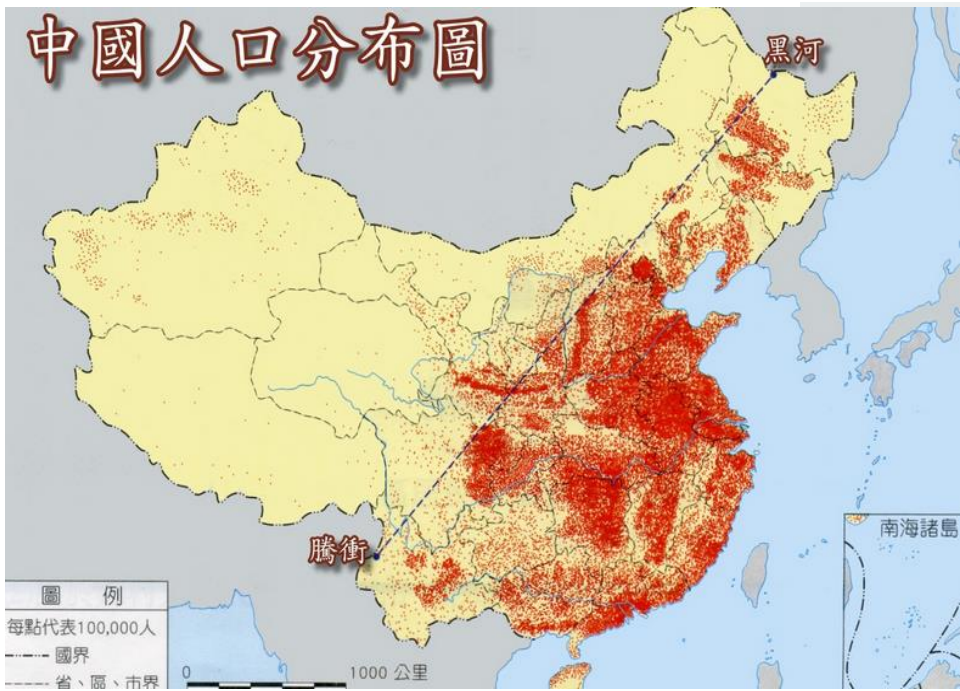 中國人口分布圖
黑河
騰衝
南海諸島
圖 例
每點代表100,000人
國界
省、區、市界
0 1000 公里